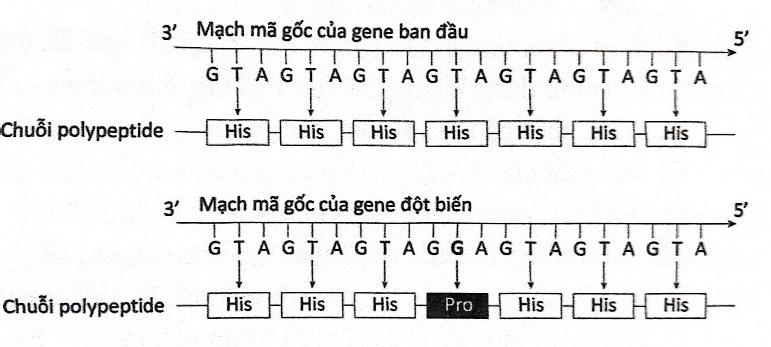 3’ Mạch mã gốc của gene ban đầu 5’
G T A G T A G T A G T A G T A G T A G T A
Chuỗi polypeptide His His His His His His His
3’ Mạch mã gốc của gene đột biến 5’
G T A G T A G T A G G A G T A G T A G T A
Chuỗi polypeptide His His His Pro His His His